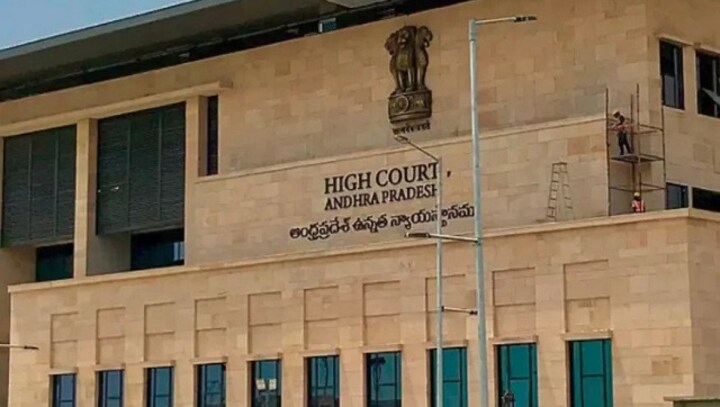 HIGH COURT,
ANDHRA PRADESH
ఆంధ్రప్రదేశ్ ఉన్నత న్యాయస్థానము